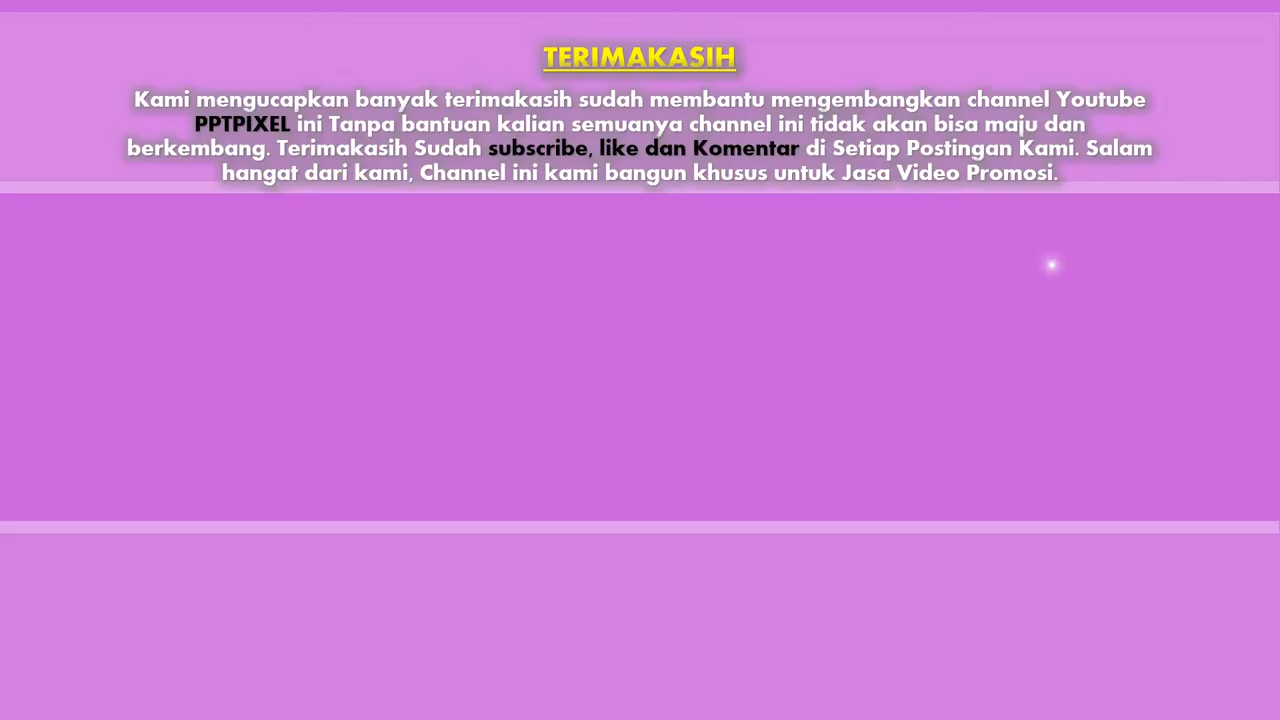 TERIMAKASIH
Kami mengucapkan banyak terimakasih sudah membantu mengembangkan channel Youtube
PPTPIXEL ini Tanpa bantuan kalian semuanya channel ini tidak akan bisa maju dan
berkembang. Terimakasih Sudah subscribe, like dan Komentar di Setiap Postingan Kami. Salam
hangat dari kami, Channel ini kami bangun khusus untuk Jasa Video Promosi.